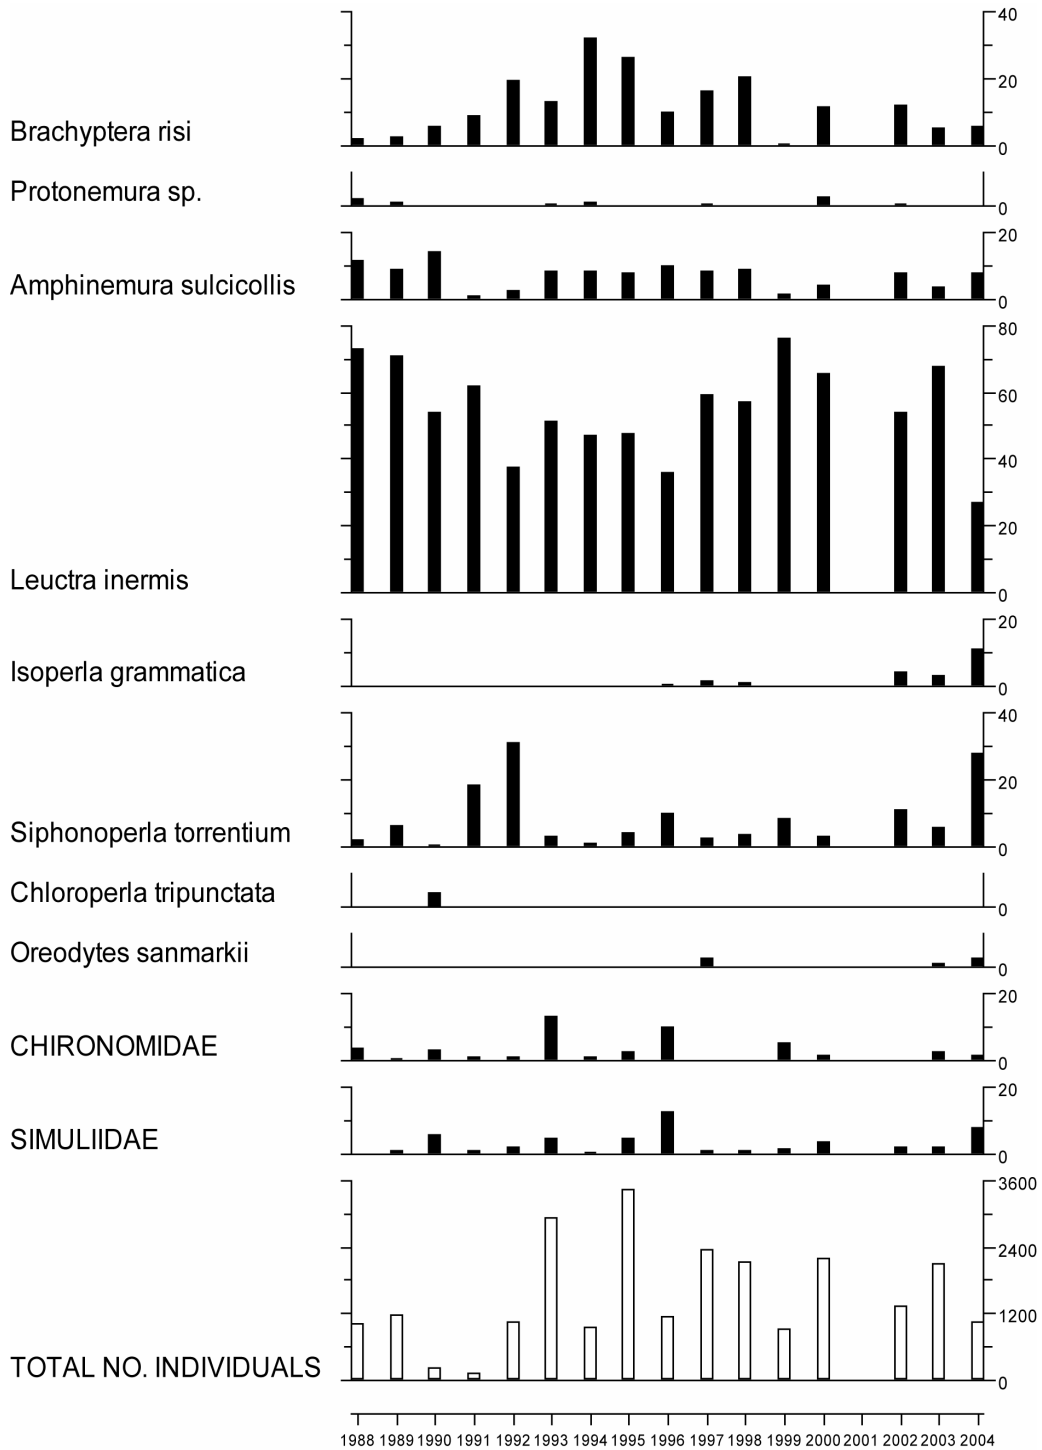 40
20
Brachyptera risi
0
Protonemura sp.
0
20
Amphinemura sulcicollis
0
80
60
40
20
Leuctra inermis
0
20
Isoperla grammatica
0
40
20
Siphonoperla torrentium
0
Chloroperla tripunctata
0
Oreodytes sanmarkii
0
20
CHIRONOMIDAE
0
20
SIMULIIDAE
0
3600
2400
1200
TOTAL NO. INDIVIDUALS
0
1988 1989 1990 1991 1992 1993 1994 1995 1996 1997 1998 1999 2000 2001 2002 2003 2004